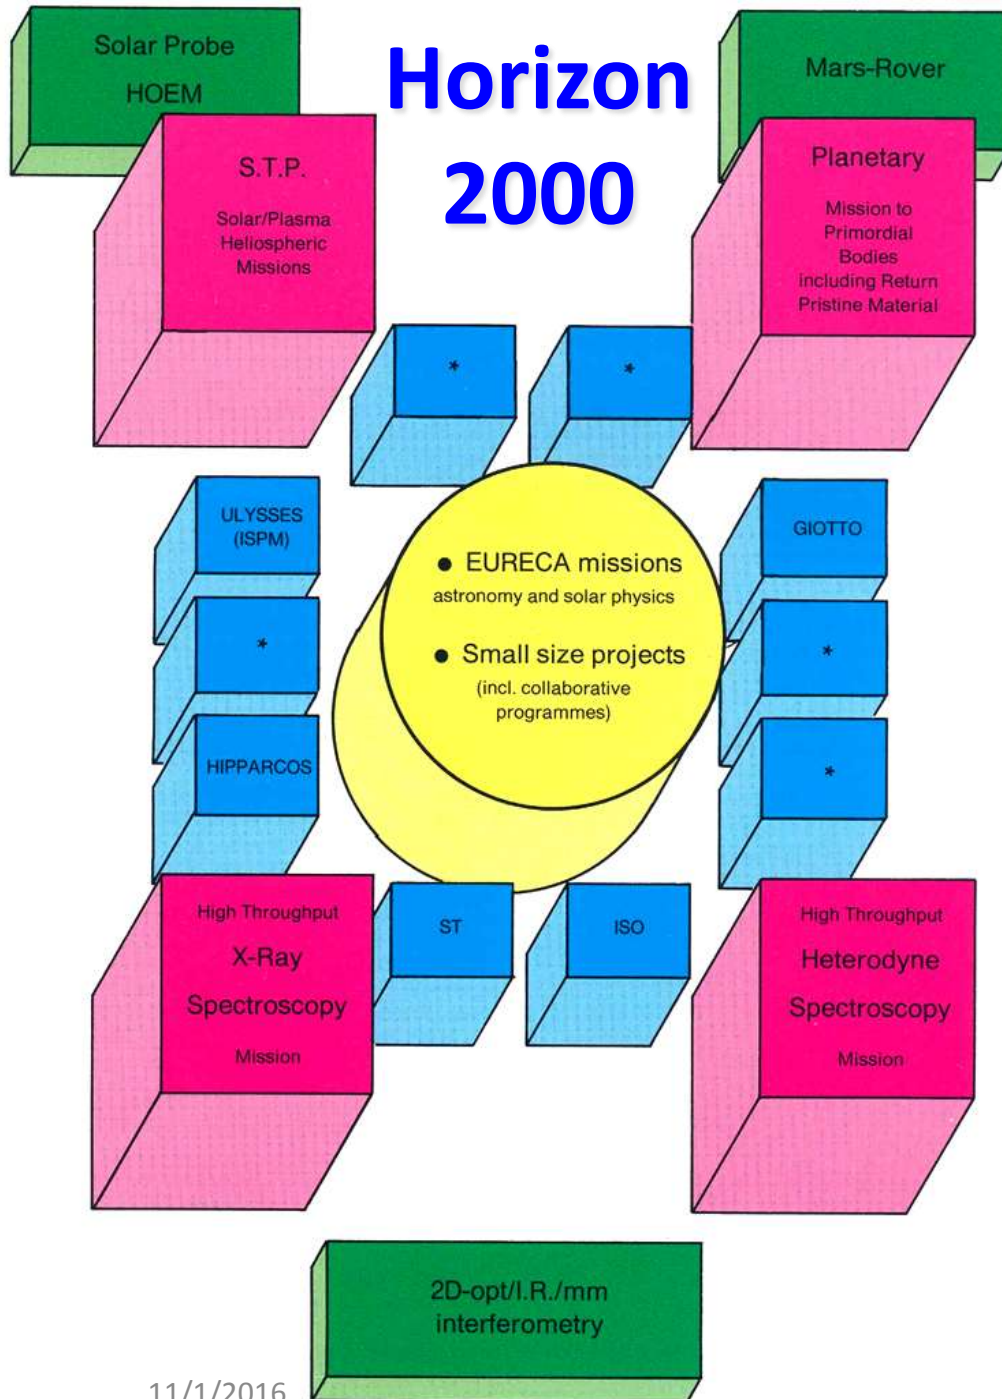 Solar Probe
HOEM
Horizon
2000
Mars-Rover
S.T.P.
Solar/Plasma
Heliospheric
Missions
Planetary
Mission to
Primordial
Bodies
including Return
Pristine Material
*
*
ULYSSES
(ISPM)
GIOTTO
● EURECA missions
astronomy and solar physics
● Small size projects
(incl. collaborative
programmes)
*
*
HIPPARCOS
*
High Throughput
X-Ray
Spectroscopy
Mission
ST
ISO
High Throughput
Heterodyne
Spectroscopy
Mission
2D-opt/I.R./mm
interferometry
11/1/2016